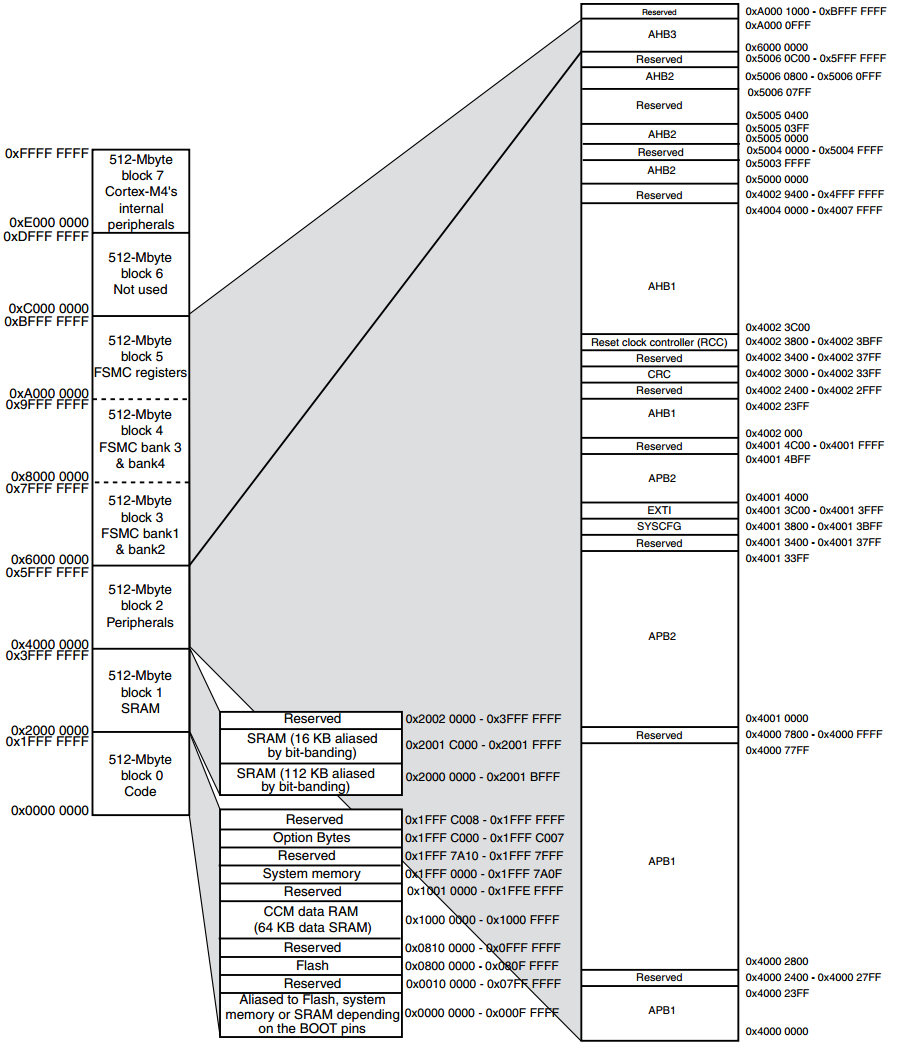 0xFFFF FFFF
512-Mbyte
block 7
Cortex-M4's
internal
peripherals
0xE000 0000
0xDFFF FFFF
512-Mbyte
block 6
Not used
0xC000 0000
0xBFFF FFFF
512-Mbyte
block 5
FSMC registers
0xA000 0000
0x9FFF FFFF
512-Mbyte
block 4
FSMC bank 3
& bank4
0x8000 0000
0x7FFF FFFF
512-Mbyte
block 3
FSMC bank1
& bank2
0x6000 0000
0x5FFF FFFF
512-Mbyte
block 2
Peripherals
0x4000 0000
0x3FFF FFFF
512-Mbyte
block 1
SRAM
0x2000 0000
0x1FFF FFFF
512-Mbyte
block 0
Code
0x0000 0000
Reserved 0x2002 0000 - 0x3FFF FFFF
SRAM (16 KB aliased
by bit-banding)
0x2001 C000 - 0x2001 FFFF
SRAM (112 KB aliased
by bit-banding)
0x2000 0000 - 0x2001 BFFF
Reserved 0x1FFF C008 - 0x1FFF FFFF
Option Bytes 0x1FFF C000 - 0x1FFF C007
Reserved 0x1FFF 7A10 - 0x1FFF 7FFF
System memory 0x1FFF 0000 - 0x1FFF 7A0F
Reserved 0x1001 0000 - 0x1FFE FFFF
CCM data RAM
(64 KB data SRAM)
0x1000 0000 - 0x1000 FFFF
Reserved 0x0810 0000 - 0x0FFF FFFF
Flash 0x0800 0000 - 0x080F FFFF
Reserved 0x0010 0000 - 0x07FF FFFF
Aliased to Flash, system
memory or SRAM depending
on the BOOT pins
0x0000 0000 - 0x000F FFFF
Reserved 0xA000 1000 - 0xBFFF FFFF
0xA000 0FFF
AHB3
0x6000 0000
Reserved 0x5006 0C00 - 0x5FFF FFFF
AHB2 0x5006 0800 - 0x5006 0FFF
0x5006 07FF
Reserved
0x5005 0400
0x5005 03FF
AHB2
0x5005 0000
Reserved 0x5004 0000 - 0x5004 FFFF
0x5003 FFFF
AHB2
0x5000 0000
Reserved 0x4002 9400 - 0x4FFF FFFF
0x4004 0000 - 0x4007 FFFF
AHB1
0x4002 3C00
Reset clock controller (RCC) 0x4002 3800 - 0x4002 3BFF
Reserved 0x4002 3400 - 0x4002 37FF
CRC 0x4002 3000 - 0x4002 33FF
Reserved 0x4002 2400 - 0x4002 2FFF
0x4002 23FF
AHB1
0x4002 000
Reserved 0x4001 4C00 - 0x4001 FFFF
0x4001 4BFF
APB2
0x4001 4000
EXTI 0x4001 3C00 - 0x4001 3FFF
SYSCFG 0x4001 3800 - 0x4001 3BFF
Reserved 0x4001 3400 - 0x4001 37FF
0x4001 33FF
APB2
0x4001 0000
Reserved 0x4000 7800 - 0x4000 FFFF
0x4000 77FF
APB1
0x4000 2800
Reserved 0x4000 2400 - 0x4000 27FF
0x4000 23FF
APB1
0x4000 0000